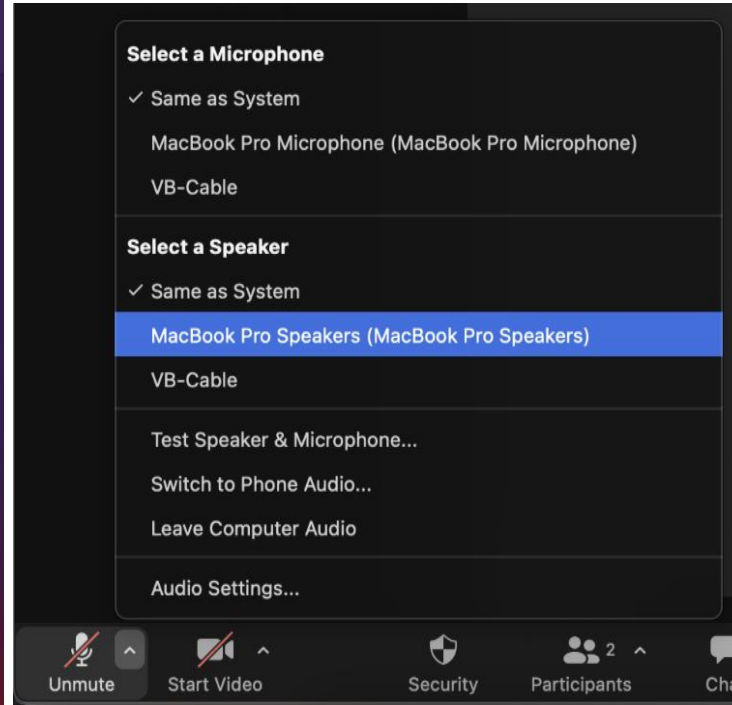 Select a Microphone
✓ Same as System
MacBook Pro Microphone (MacBook Pro Microphone)
VB-Cable
Select a Speaker
✓ Same as System
MacBook Pro Speakers (MacBook Pro Speakers)
VB-Cable
Test Speaker & Microphone...
Switch to Phone Audio...
Leave Computer Audio
Audio Settings...
2
Unmute Start Video Security Participants